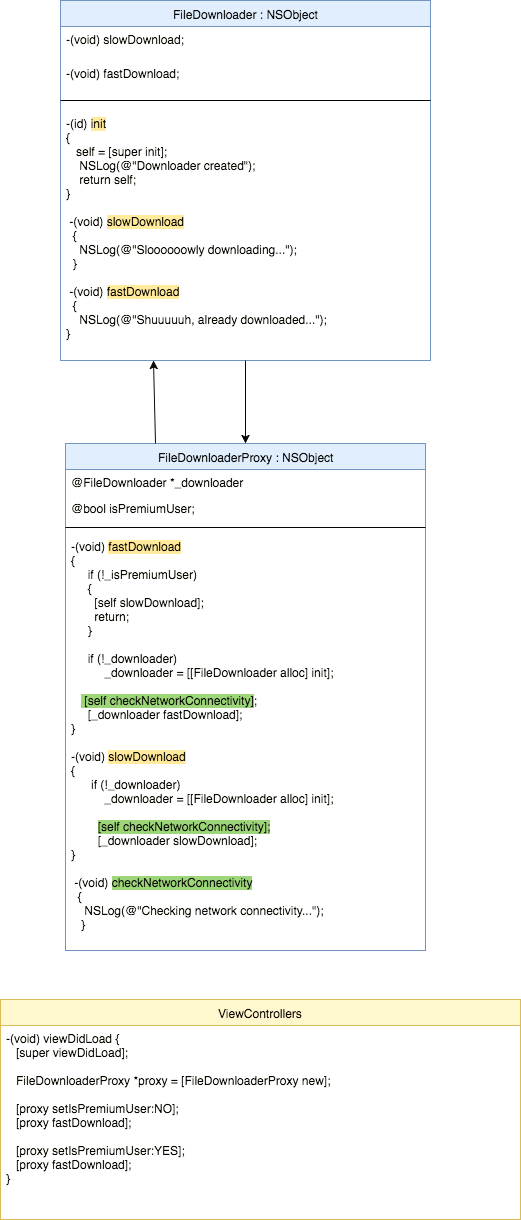 FileDownloader : NSObject
-(void) slowDownload;
-(void) fastDownload;
-(id) init
{
self = [super init];
NSLog(@"Downloader created");
return self;
}
-(void) slowDownload
{
NSLog(@"Sloooooowly downloading...");
}
-(void) fastDownload
{
NSLog(@"Shuuuuuh, already downloaded...");
}
FileDownloaderProxy : NSObject
@FileDownloader *_downloader
@bool isPremiumUser;
-(void) fastDownload
{
if (!_isPremiumUser)
{
[self slowDownload];
return;
}
if (!_downloader)
_downloader = [[FileDownloader alloc] init];
[self checkNetworkConnectivity];
[_downloader fastDownload];
}
-(void) slowDownload
{
if (!_downloader)
_downloader = [[FileDownloader alloc] init];
[self checkNetworkConnectivity];
[_downloader slowDownload];
}
-(void) checkNetworkConnectivity
{
NSLog(@"Checking network connectivity...");
}
ViewControllers
-(void) viewDidLoad {
[super viewDidLoad];
FileDownloaderProxy *proxy = [FileDownloaderProxy new];
[proxy setIsPremiumUser:NO];
[proxy fastDownload];
[proxy setIsPremiumUser:YES];
[proxy fastDownload];
}